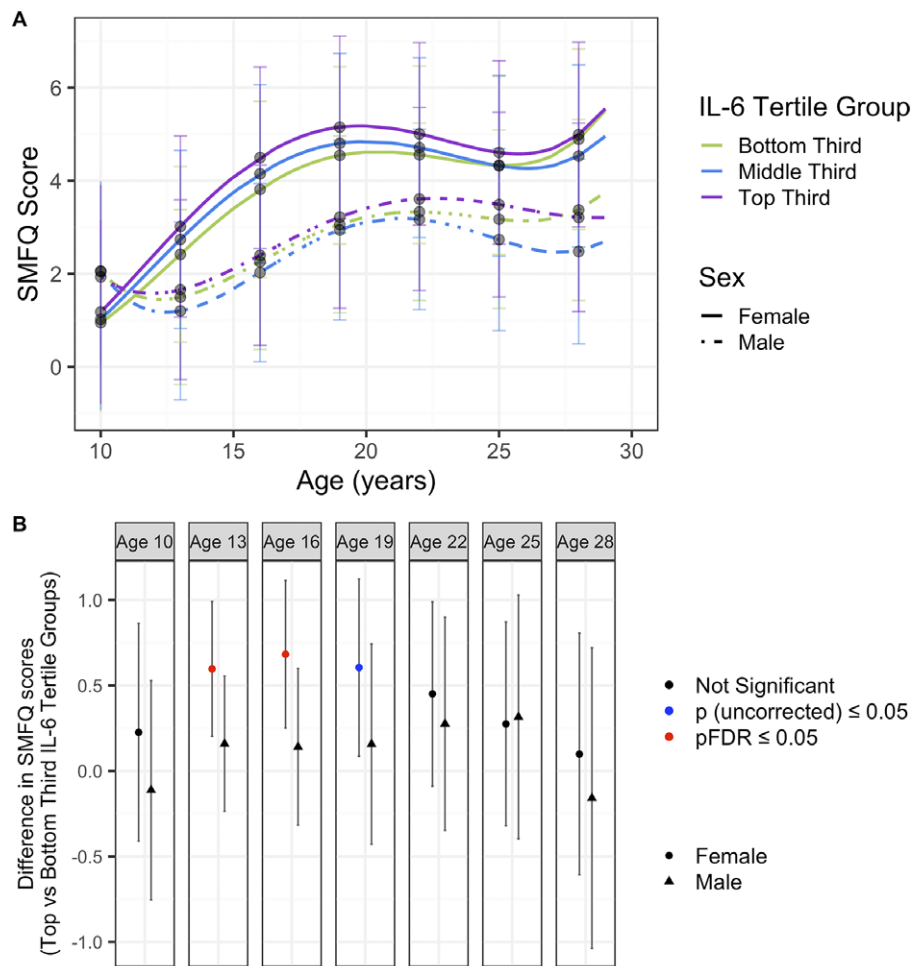 A
SMFQ Score
6
4
2
0
10
15
20
25
30
Age (years)
IL-6 Tertile Group
Bottom Third
Middle Third
Top Third
Sex
Female
Male
B
Age 10
Age 13
Age 16
Age 19
Age 22
Age 25
Age 28
Difference in SMFQ scores
(Top vs Bottom Third IL-6 Tertile Groups)
1.0
0.5
0.0
-0.5
-1.0
Not Significant
p (uncorrected) ≤ 0.05
pFDR ≤ 0.05
Female
Male